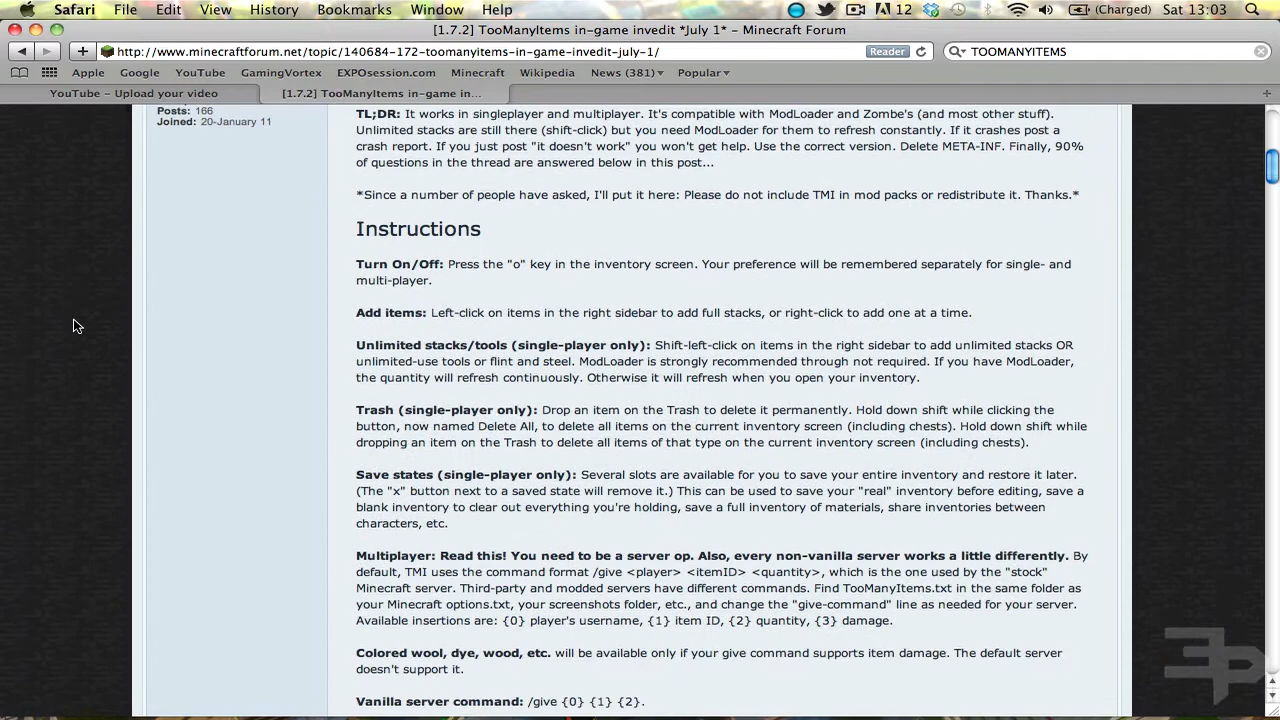 Safari File Edit View History Bookmarks Window Help 12 (Charged) Sat 13:03
[1.7.2] TooManyItems in-game invedit *July 1* – Minecraft Forum
http://www.minecraftforum.net/topic/140684-172-toomanyitems-in-game-invedit-july-1/ Reader TOOMANYITEMS
Apple Google YouTube GamingVortex EXPOsession.com Minecraft Wikipedia News (381) Popular
YouTube – Upload your video [1.7.2] TooManyItems in-game in...
Posts: 166
Joined: 20-January 11
TL;DR: It works in singleplayer and multiplayer. It's compatible with ModLoader and Zombe's (and most other stuff).
Unlimited stacks are still there (shift-click) but you need ModLoader for them to refresh constantly. If it crashes post a
crash report. If you just post "it doesn't work" you won't get help. Use the correct version. Delete META-INF. Finally, 90%
of questions in the thread are answered below in this post...
*Since a number of people have asked, I'll put it here: Please do not include TMI in mod packs or redistribute it. Thanks.*
Instructions
Turn On/Off: Press the "o" key in the inventory screen. Your preference will be remembered separately for single- and
multi-player.
Add items: Left-click on items in the right sidebar to add full stacks, or right-click to add one at a time.
Unlimited stacks/tools (single-player only): Shift-left-click on items in the right sidebar to add unlimited stacks OR
unlimited-use tools or flint and steel. ModLoader is strongly recommended through not required. If you have ModLoader,
the quantity will refresh continuously. Otherwise it will refresh when you open your inventory.
Trash (single-player only): Drop an item on the Trash to delete it permanently. Hold down shift while clicking the
button, now named Delete All, to delete all items on the current inventory screen (including chests). Hold down shift while
dropping an item on the Trash to delete all items of that type on the current inventory screen (including chests).
Save states (single-player only): Several slots are available for you to save your entire inventory and restore it later.
(The "x" button next to a saved state will remove it.) This can be used to save your "real" inventory before editing, save a
blank inventory to clear out everything you're holding, save a full inventory of materials, share inventories between
characters, etc.
Multiplayer: Read this! You need to be a server op. Also, every non-vanilla server works a little differently. By
default, TMI uses the command format /give <player> <itemID> <quantity>, which is the one used by the "stock"
Minecraft server. Third-party and modded servers have different commands. Find TooManyItems.txt in the same folder as
your Minecraft options.txt, your screenshots folder, etc., and change the "give-command" line as needed for your server.
Available insertions are: {0} player's username, {1} item ID, {2} quantity, {3} damage.
Colored wool, dye, wood, etc. will be available only if your give command supports item damage. The default server
doesn't support it.
Vanilla server command: /give {0} {1} {2}.